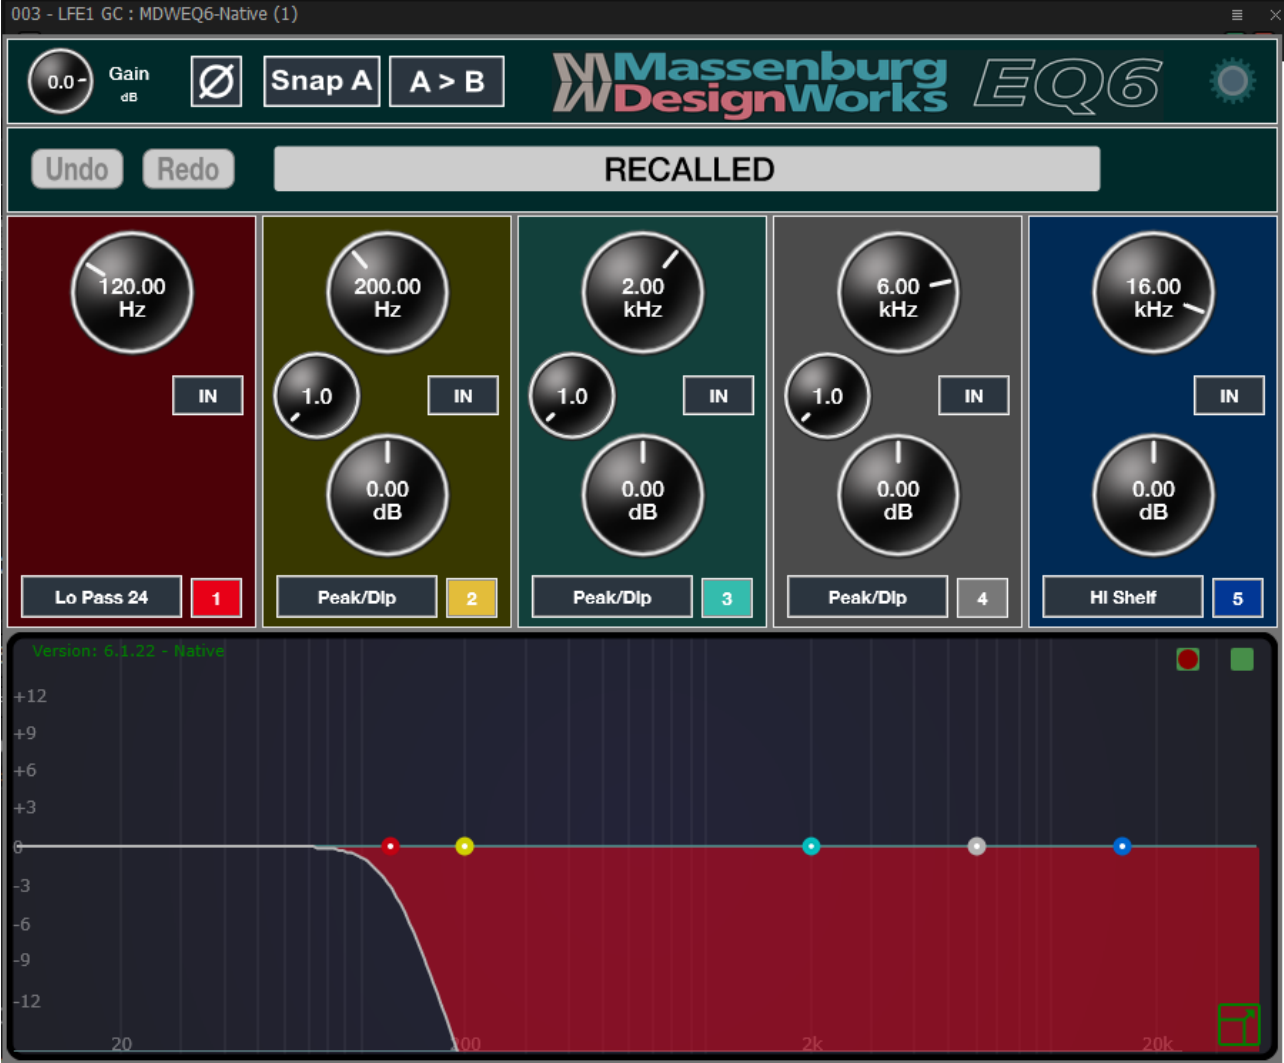 003 - LFE1 GC : MDWEQ6-Native (1)
0.0
Gain
dB
Ø
Snap A
A > B
Massenburg
DesignWorks
EQ6
Undo
Redo
RECALLED
120.00
Hz
200.00
Hz
2.00
kHz
6.00
kHz
16.00
kHz
IN
1.0
IN
1.0
IN
1.0
IN
IN
0.00
dB
0.00
dB
0.00
dB
0.00
dB
Lo Pass 24
1
Peak/DIp
2
Peak/DIp
3
Peak/DIp
4
HI Shelf
5
Version: 6.1.22 - Native
+12
+9
+6
+3
0
-3
-6
-9
-12
20
200
2k
20k